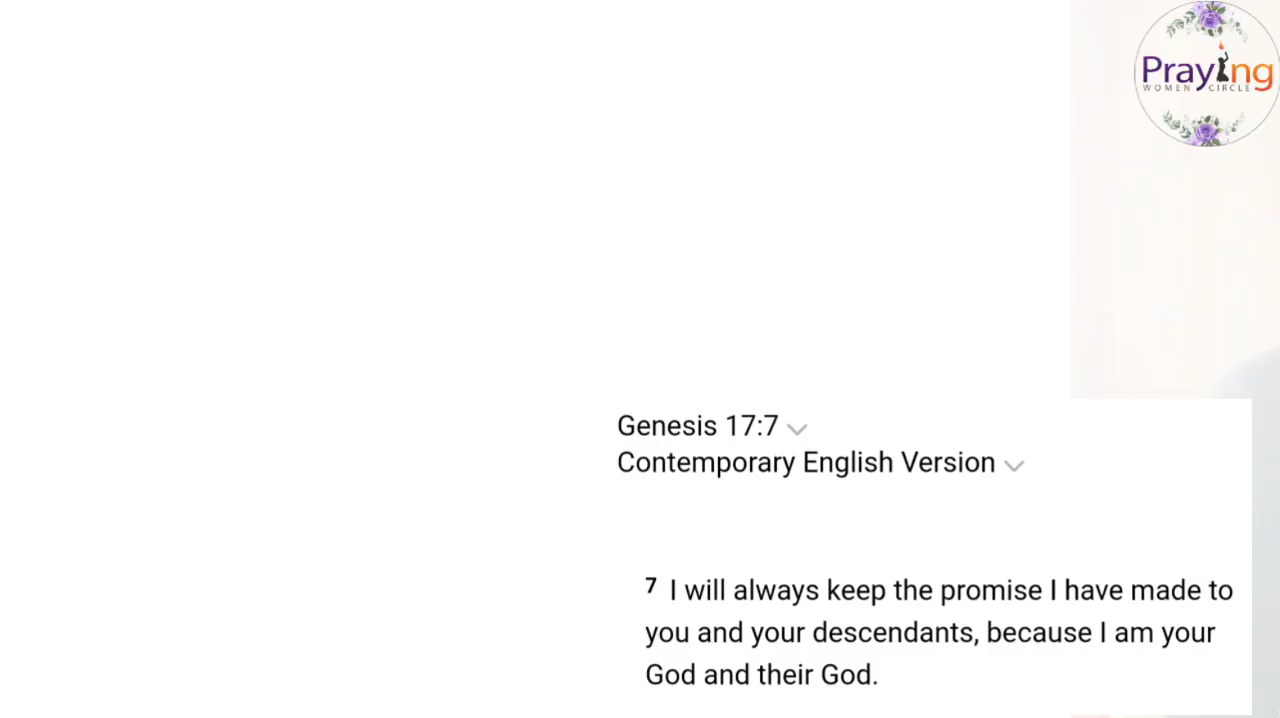 Praying
WOMEN CIRCLE
Genesis 17:7
Contemporary English Version
7 I will always keep the promise I have made to
you and your descendants, because I am your
God and their God.